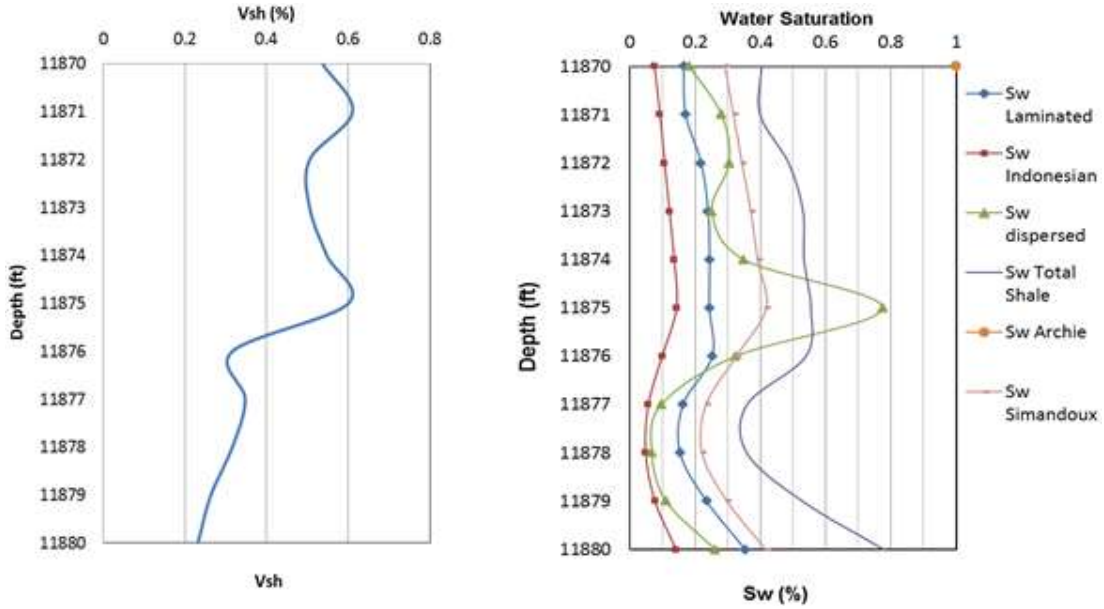 Vsh (%)
0 0.2 0.4 0.6 0.8
11870
11871
11872
11873
11874
11875
11876
11877
11878
11879
11880
Depth (ft)
Vsh
Water Saturation
0 0.2 0.4 0.6 0.8 1
11870
11871
11872
11873
11874
11875
11876
11877
11878
11879
11880
Depth (ft)
Sw (%)
Sw
Laminated
Sw
Indonesian
Sw
dispersed
Sw Total
Shale
Sw Archie
Sw
Simandoux